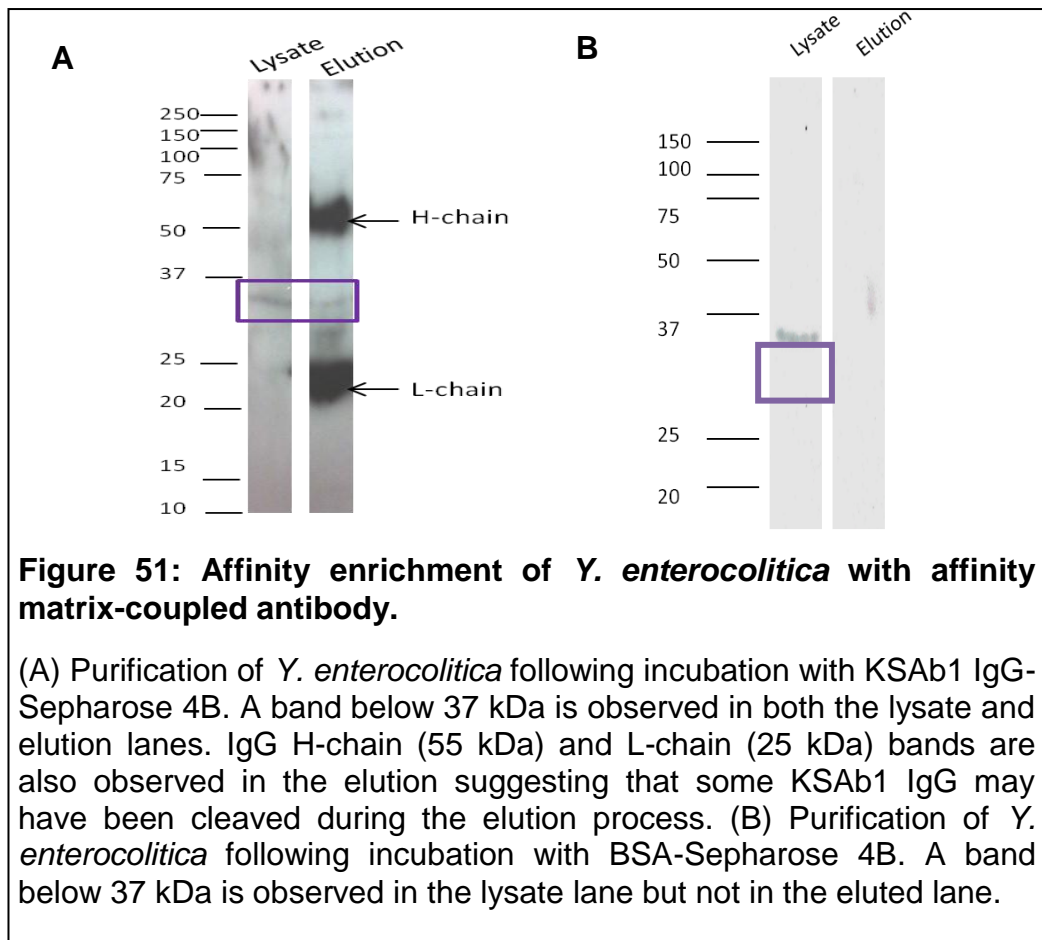 A
Lysate Elution
250
150
100
75
50
37
25
20
15
10
H-chain
L-chain
B
Lysate Elution
150
100
75
50
37
25
20
Figure 51: Affinity enrichment of Y. enterocolitica with affinity
matrix-coupled antibody.
(A) Purification of Y. enterocolitica following incubation with KSAb1 IgG-
Sepharose 4B. A band below 37 kDa is observed in both the lysate and
elution lanes. IgG H-chain (55 kDa) and L-chain (25 kDa) bands are
also observed in the elution suggesting that some KSAb1 IgG may
have been cleaved during the elution process. (B) Purification of Y.
enterocolitica following incubation with BSA-Sepharose 4B. A band
below 37 kDa is observed in the lysate lane but not in the eluted lane.